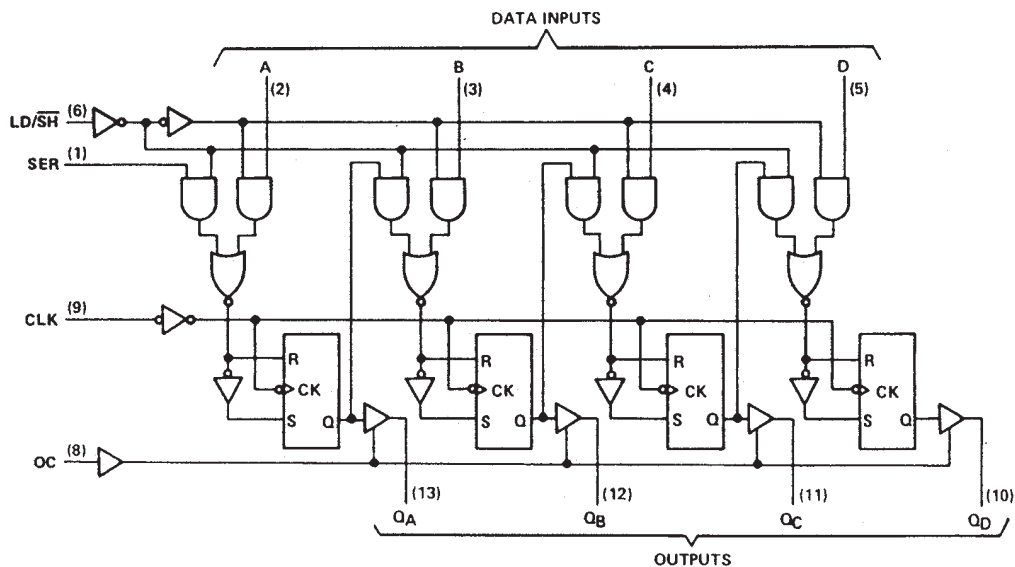 DATA INPUTS
A B C D
(2) (3) (4) (5)
LD/SH (6)
SER (1)
CLK (9)
R R R R
CK CK CK CK
S Q S Q S Q S Q
OC (8)
(13) (12) (11) (10)
QA QB QC QD
OUTPUTS